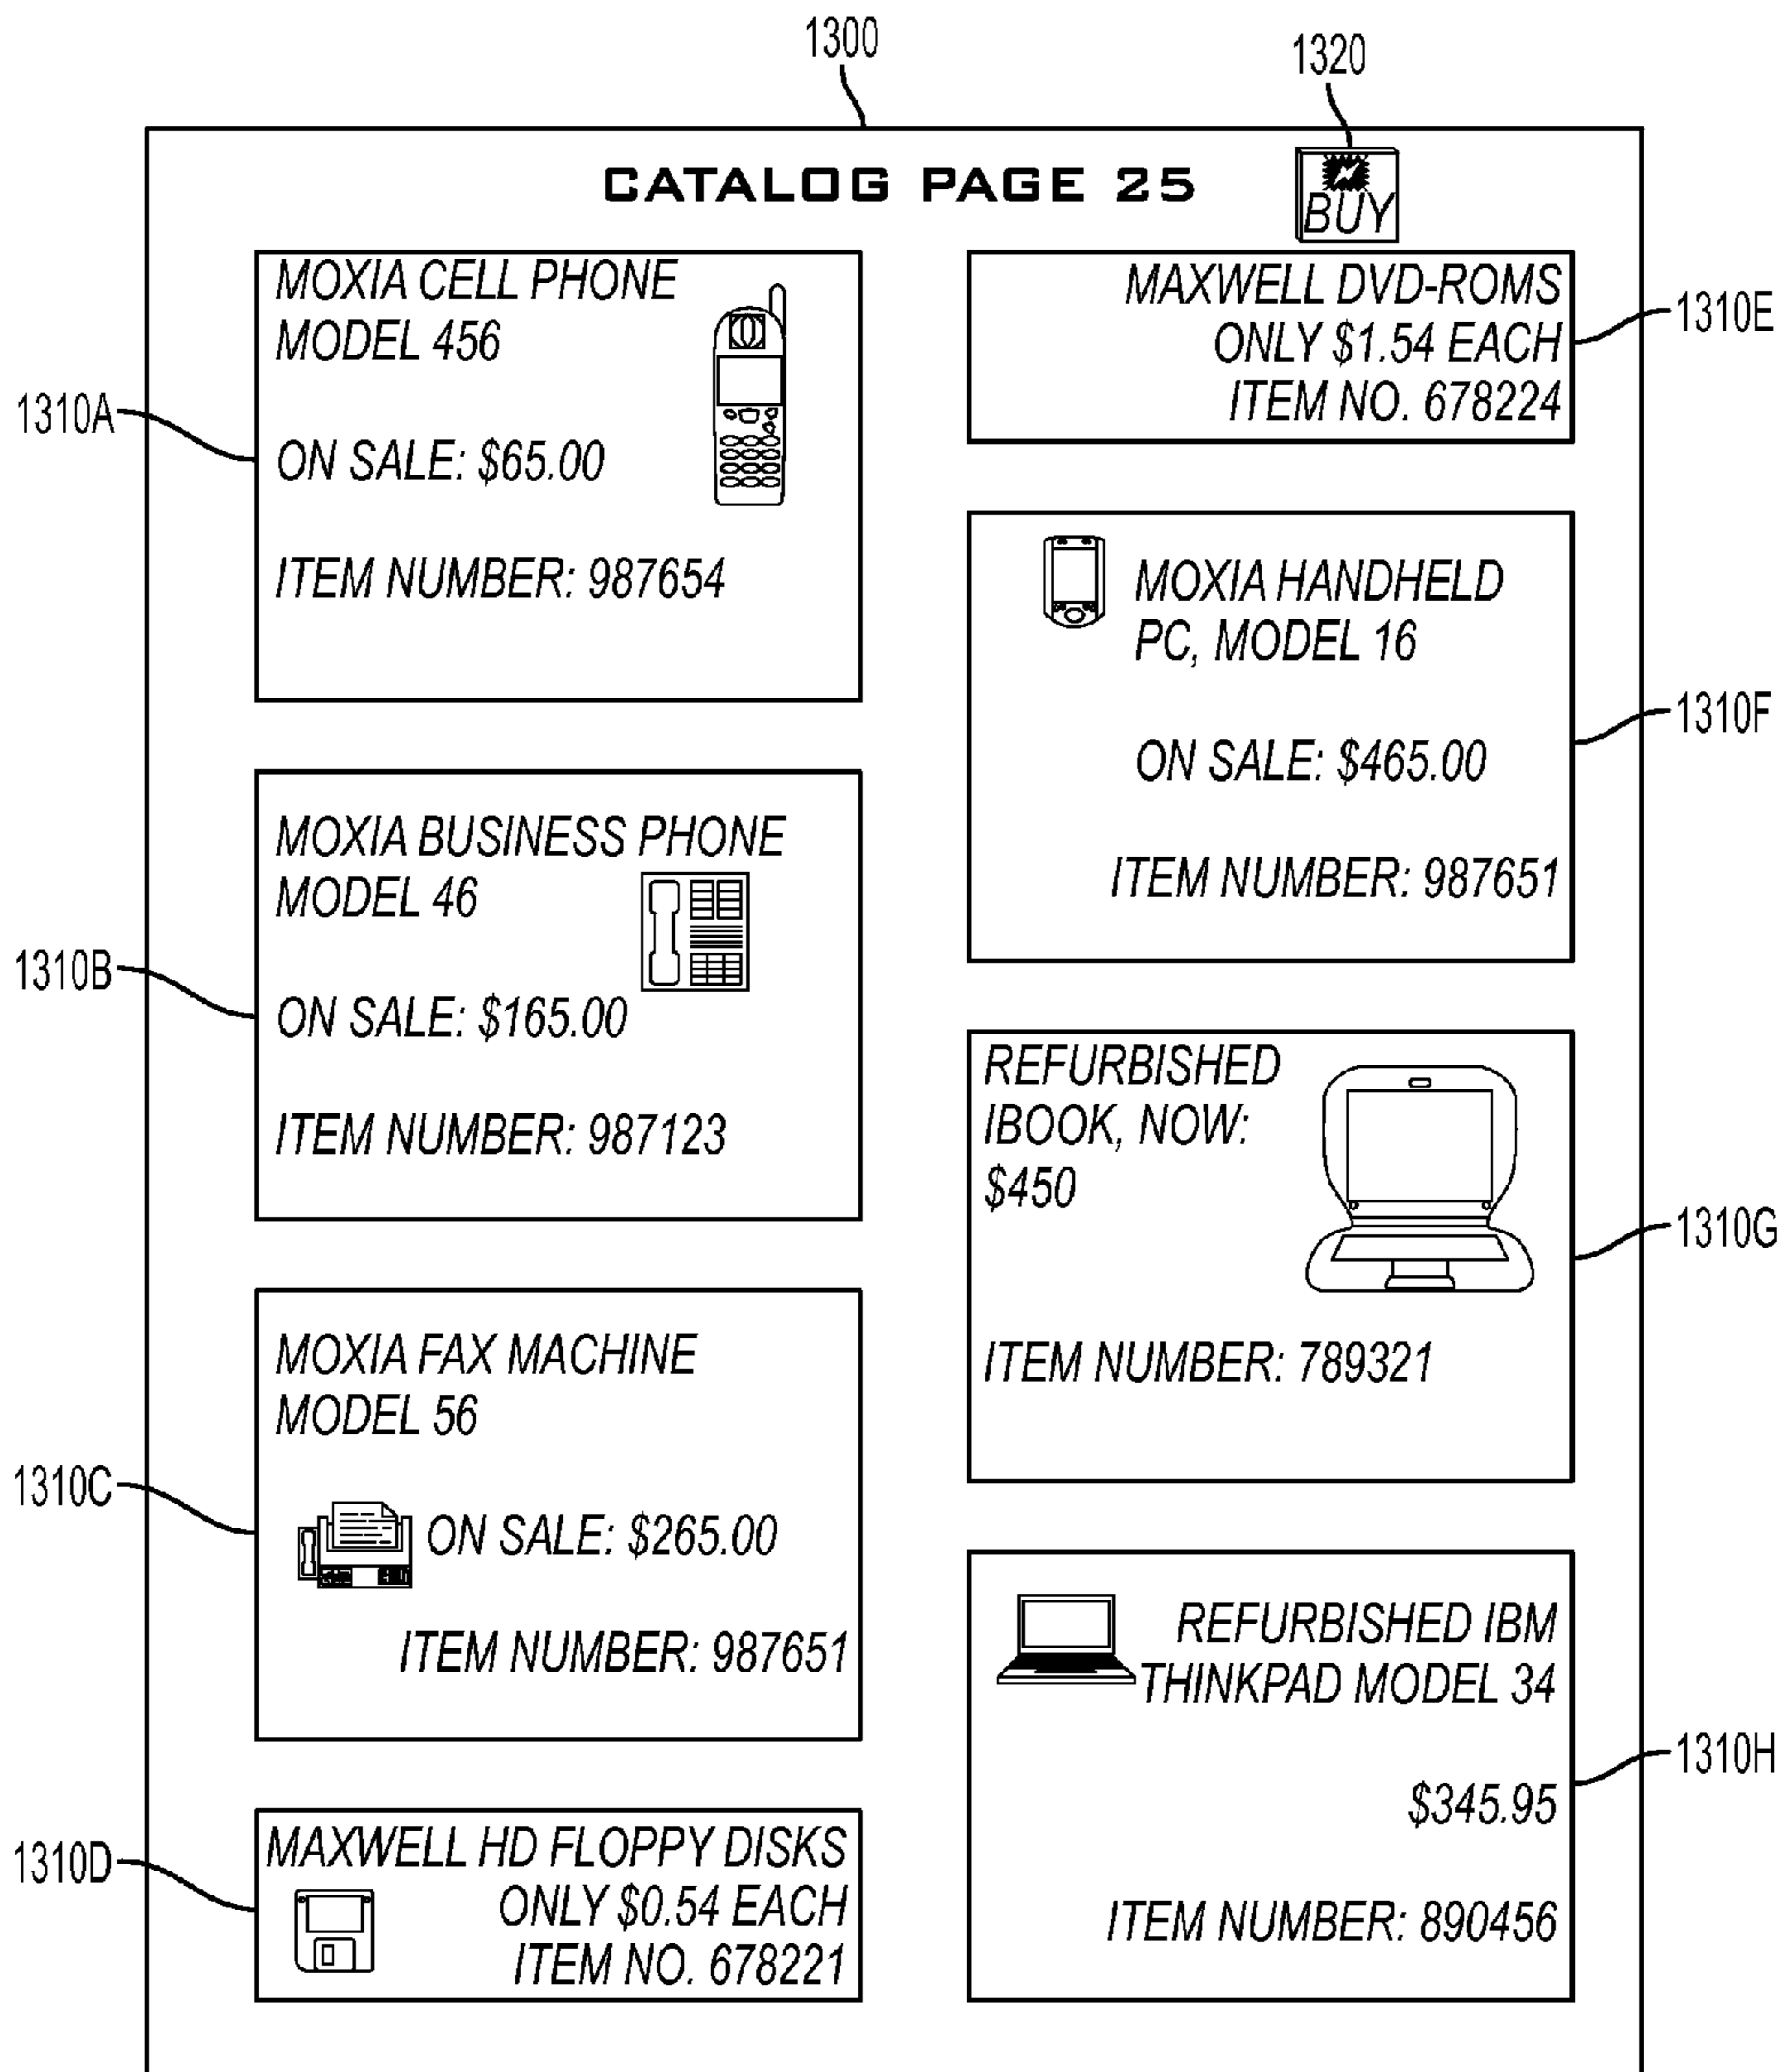 1300
1320
CATALOG PAGE 25
BUY
MOXIA CELL PHONE
MODEL 456
ON SALE: $65.00
ITEM NUMBER: 987654
1310A
MOXIA BUSINESS PHONE
MODEL 46
ON SALE: $165.00
ITEM NUMBER: 987123
1310B
MOXIA FAX MACHINE
MODEL 56
ON SALE: $265.00
ITEM NUMBER: 987651
1310C
MAXWELL HD FLOPPY DISKS
ONLY $0.54 EACH
ITEM NO. 678221
1310D
MAXWELL DVD-ROMS
ONLY $1.54 EACH
ITEM NO. 678224
1310E
MOXIA HANDHELD
PC, MODEL 16
ON SALE: $465.00
ITEM NUMBER: 987651
1310F
REFURBISHED
IBOOK, NOW:
$450
ITEM NUMBER: 789321
1310G
REFURBISHED IBM
THINKPAD MODEL 34
$345.95
ITEM NUMBER: 890456
1310H